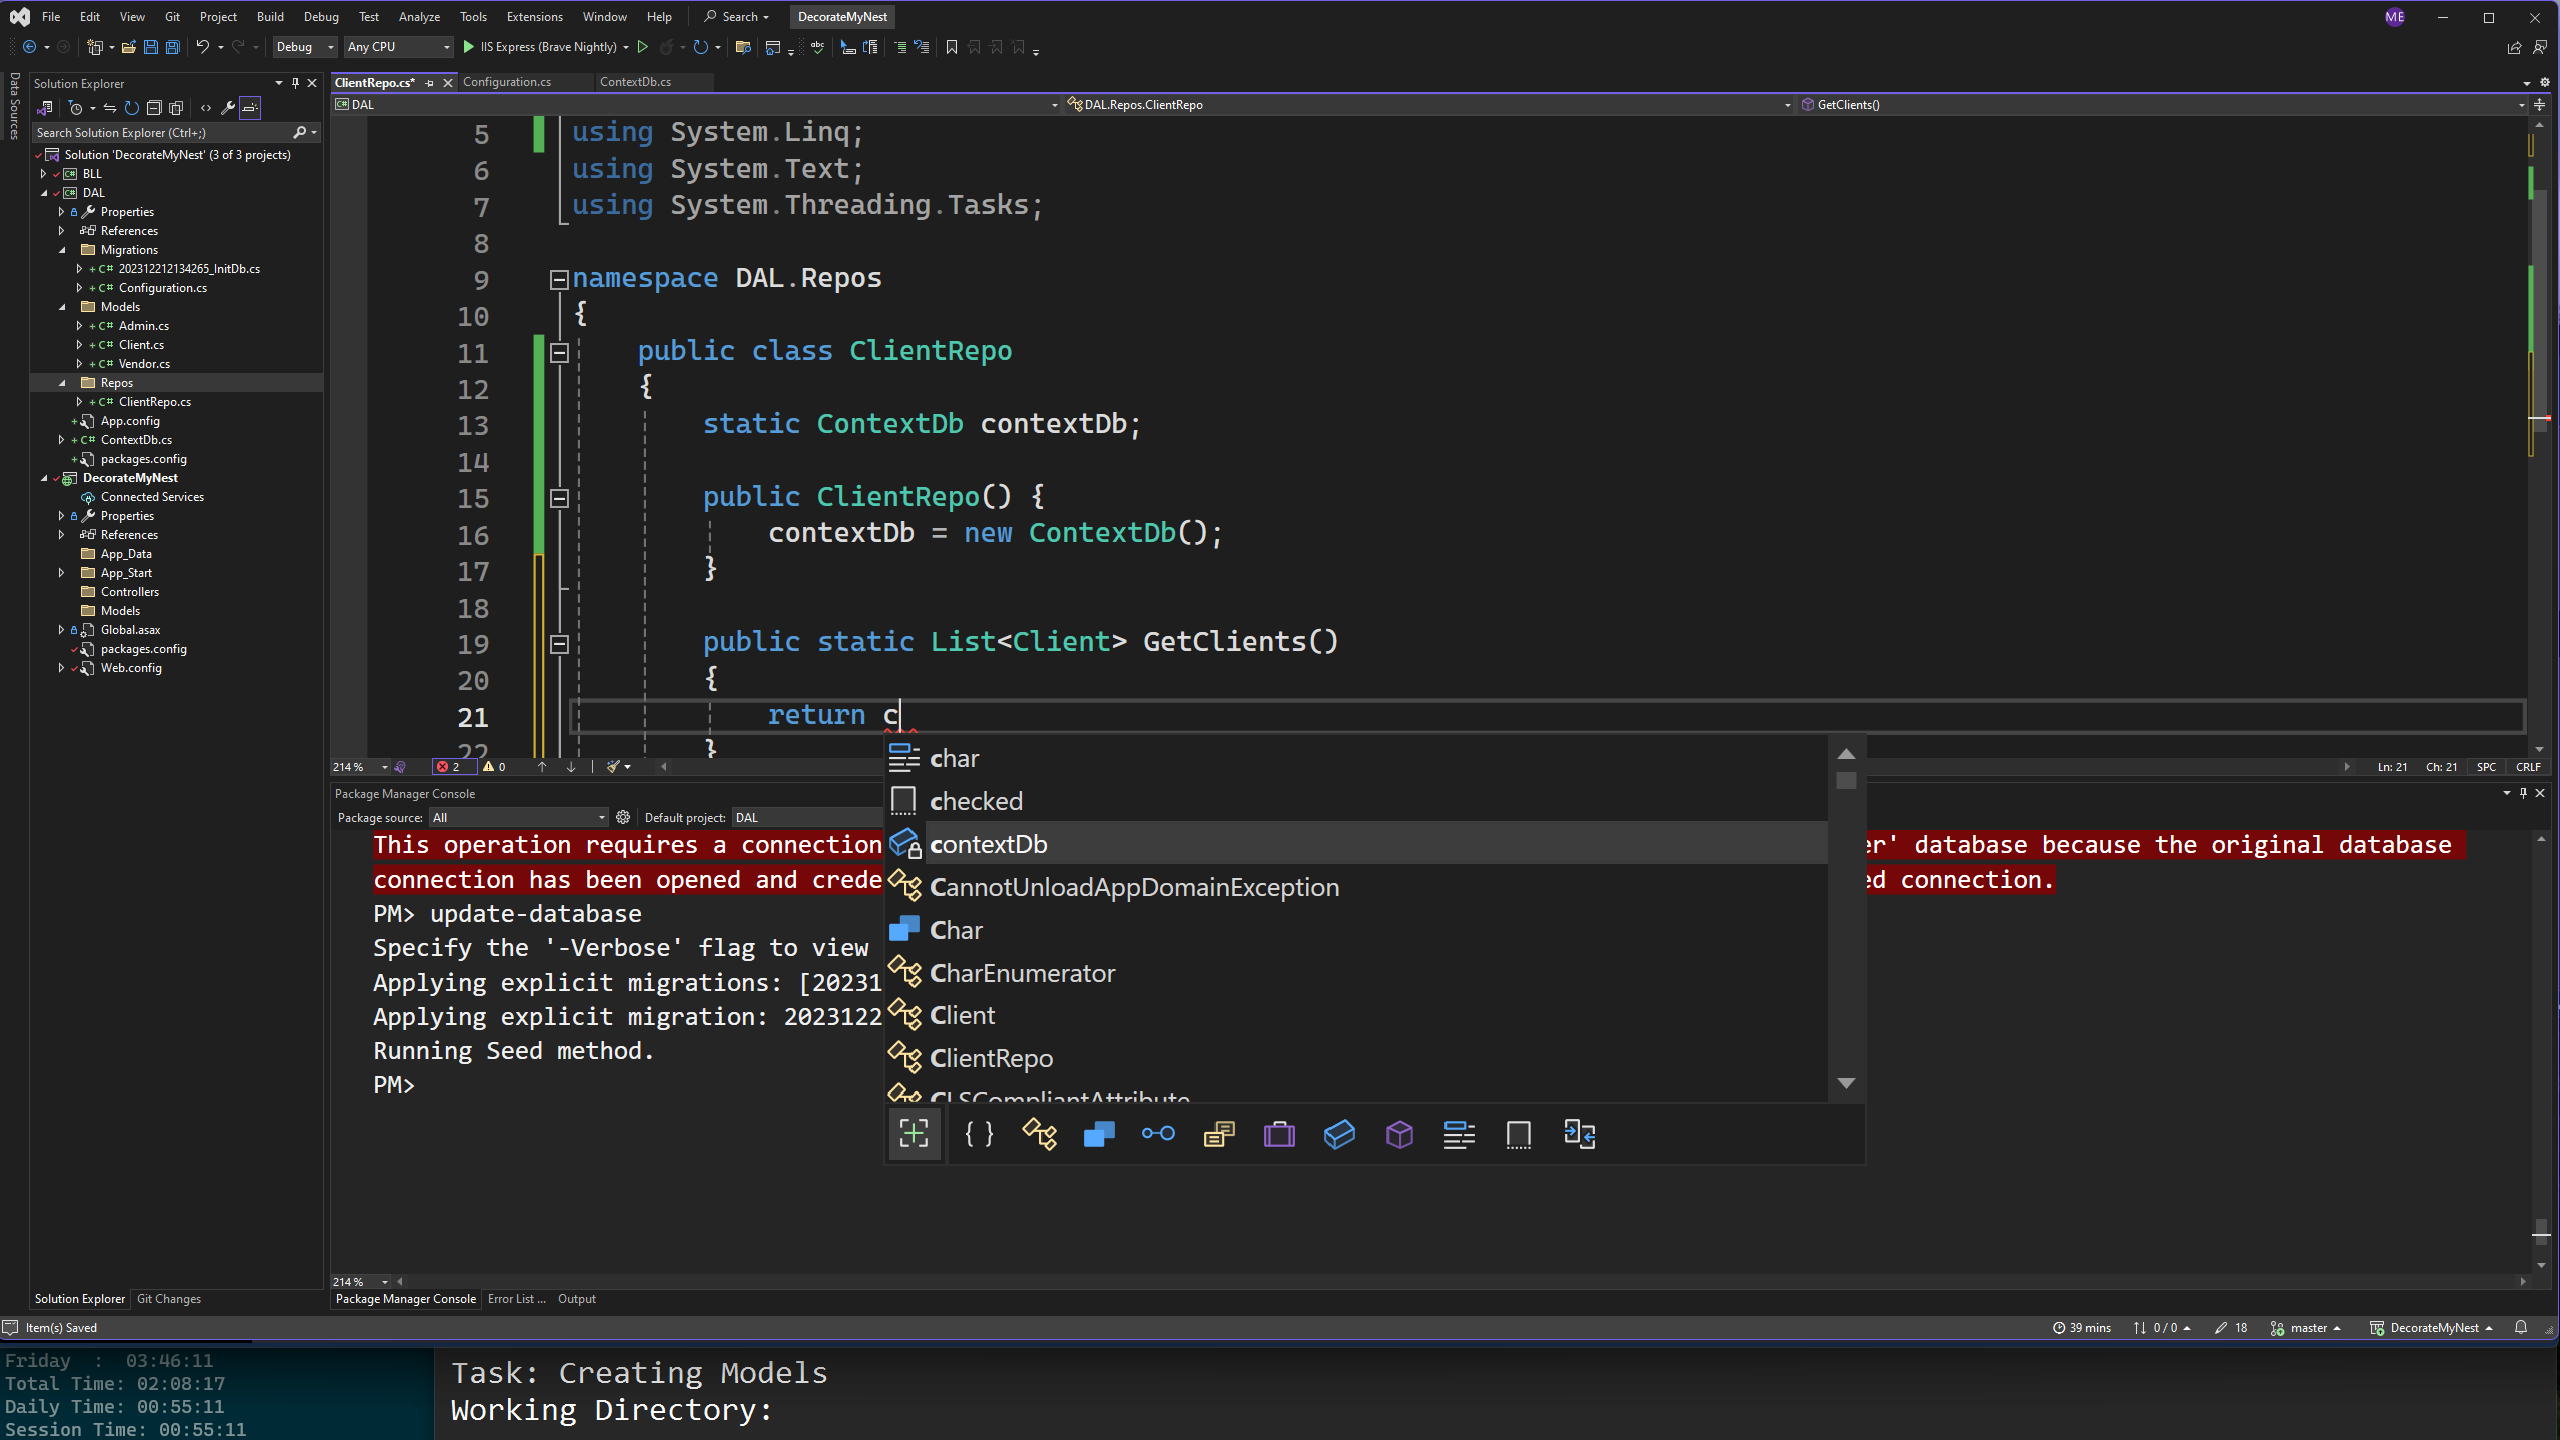 File Edit View Git Project Build Debug Test Analyze Tools Extensions Window Help Search DecorateMyNest ME
Debug Any CPU IIS Express (Brave Nightly)
Data Sources
Solution Explorer
Search Solution Explorer (Ctrl+;)
Solution 'DecorateMyNest' (3 of 3 projects)
BLL
DAL
Properties
References
Migrations
202312212134265_InitDb.cs
Configuration.cs
Models
Admin.cs
Client.cs
Vendor.cs
Repos
ClientRepo.cs
App.config
ContextDb.cs
packages.config
DecorateMyNest
Connected Services
Properties
References
App_Data
App_Start
Controllers
Models
Global.asax
packages.config
Web.config
Solution Explorer Git Changes
ClientRepo.cs* Configuration.cs ContextDb.cs
DAL DAL.Repos.ClientRepo GetClients()
5 using System.Linq;
6 using System.Text;
7 using System.Threading.Tasks;
8
9 namespace DAL.Repos
10 {
11 public class ClientRepo
12 {
13 static ContextDb contextDb;
14
15 public ClientRepo() {
16 contextDb = new ContextDb();
17 }
18
19 public static List<Client> GetClients()
20 {
21 return c
22 }
char
checked
contextDb
CannotUnloadAppDomainException
Char
CharEnumerator
Client
ClientRepo
CLSCompliantAttribute
214 % 2 0 Ln: 21 Ch: 21 SPC CRLF
Package Manager Console
Package source: All Default project: DAL
This operation requires a connection er' database because the original database
connection has been opened and crede ed connection.
PM> update-database
Specify the '-Verbose' flag to view
Applying explicit migrations: [20231
Applying explicit migration: 2023122
Running Seed method.
PM>
214 %
Package Manager Console Error List ... Output
Item(s) Saved 39 mins 0 / 0 18 master DecorateMyNest
Friday : 03:46:11
Total Time: 02:08:17
Daily Time: 00:55:11
Session Time: 00:55:11
Task: Creating Models
Working Directory: